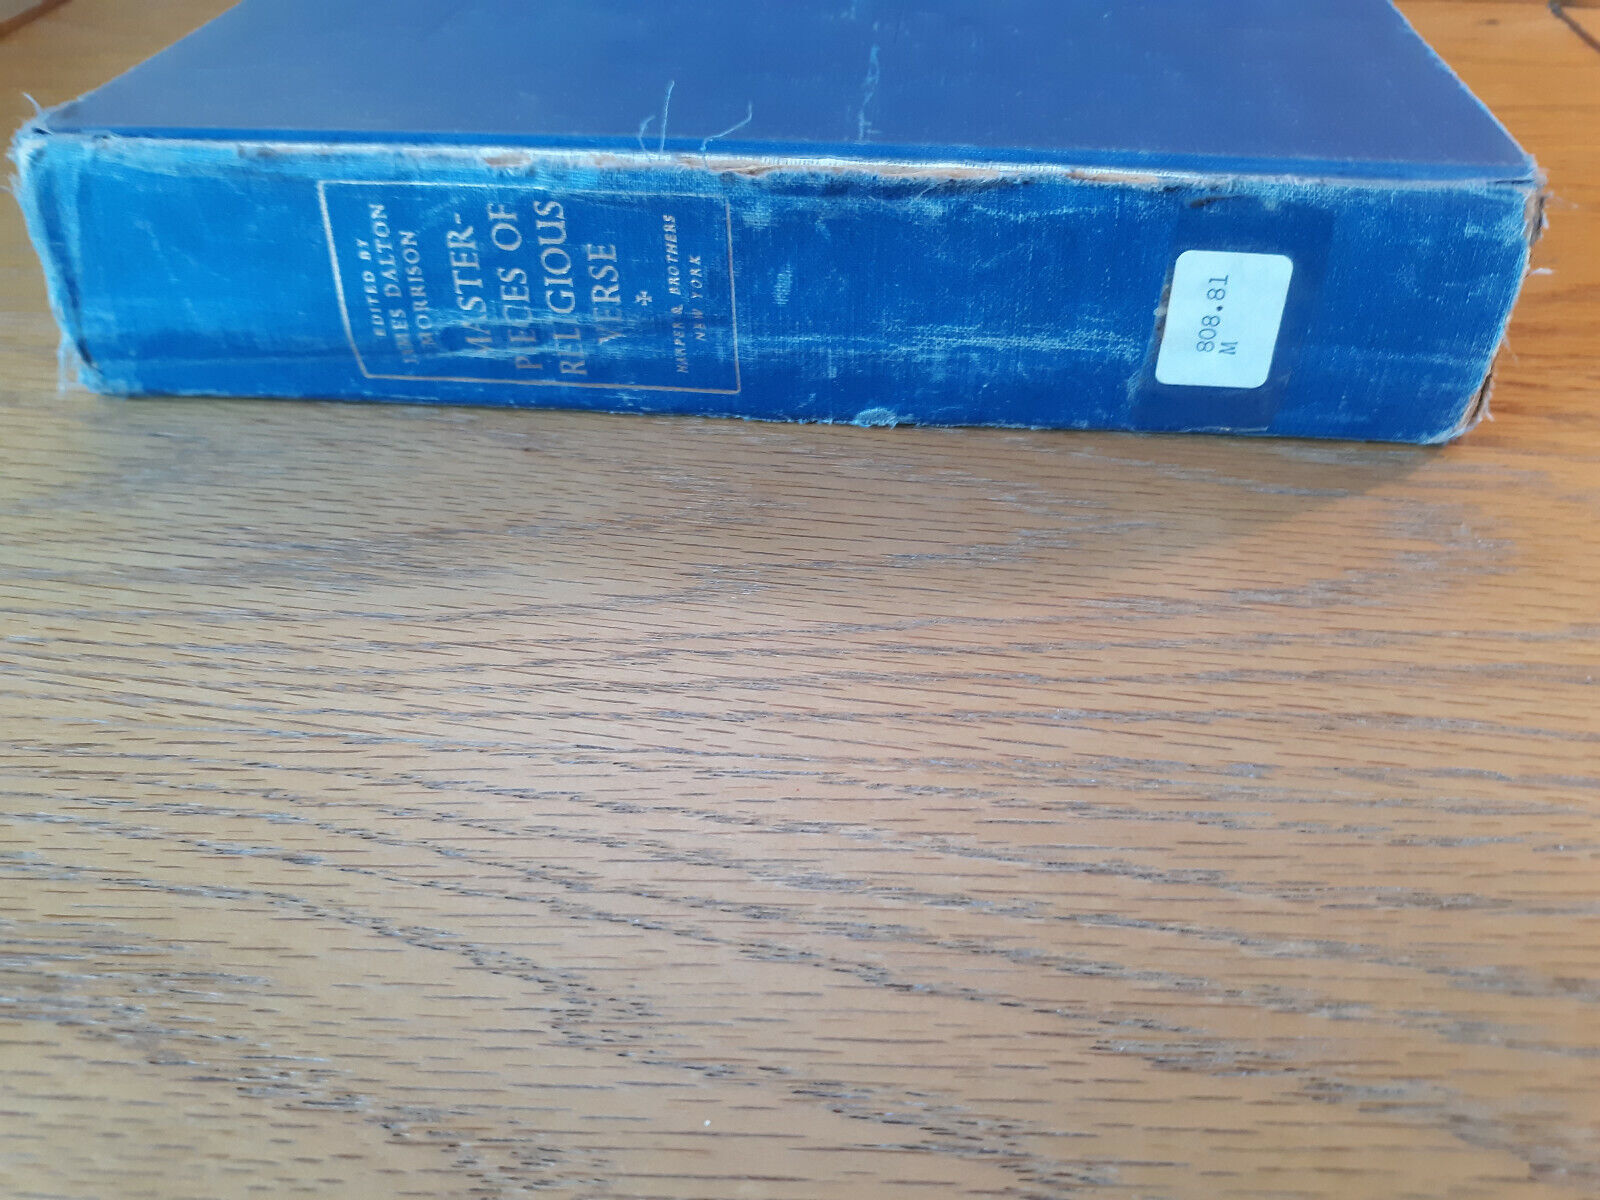 EDITED BY
JAMES DALTON
MORRISON
MASTER-
PIECES OF
RELIGIOUS
VERSE
HARPER & BROTHERS
NEW YORK
808.81
M